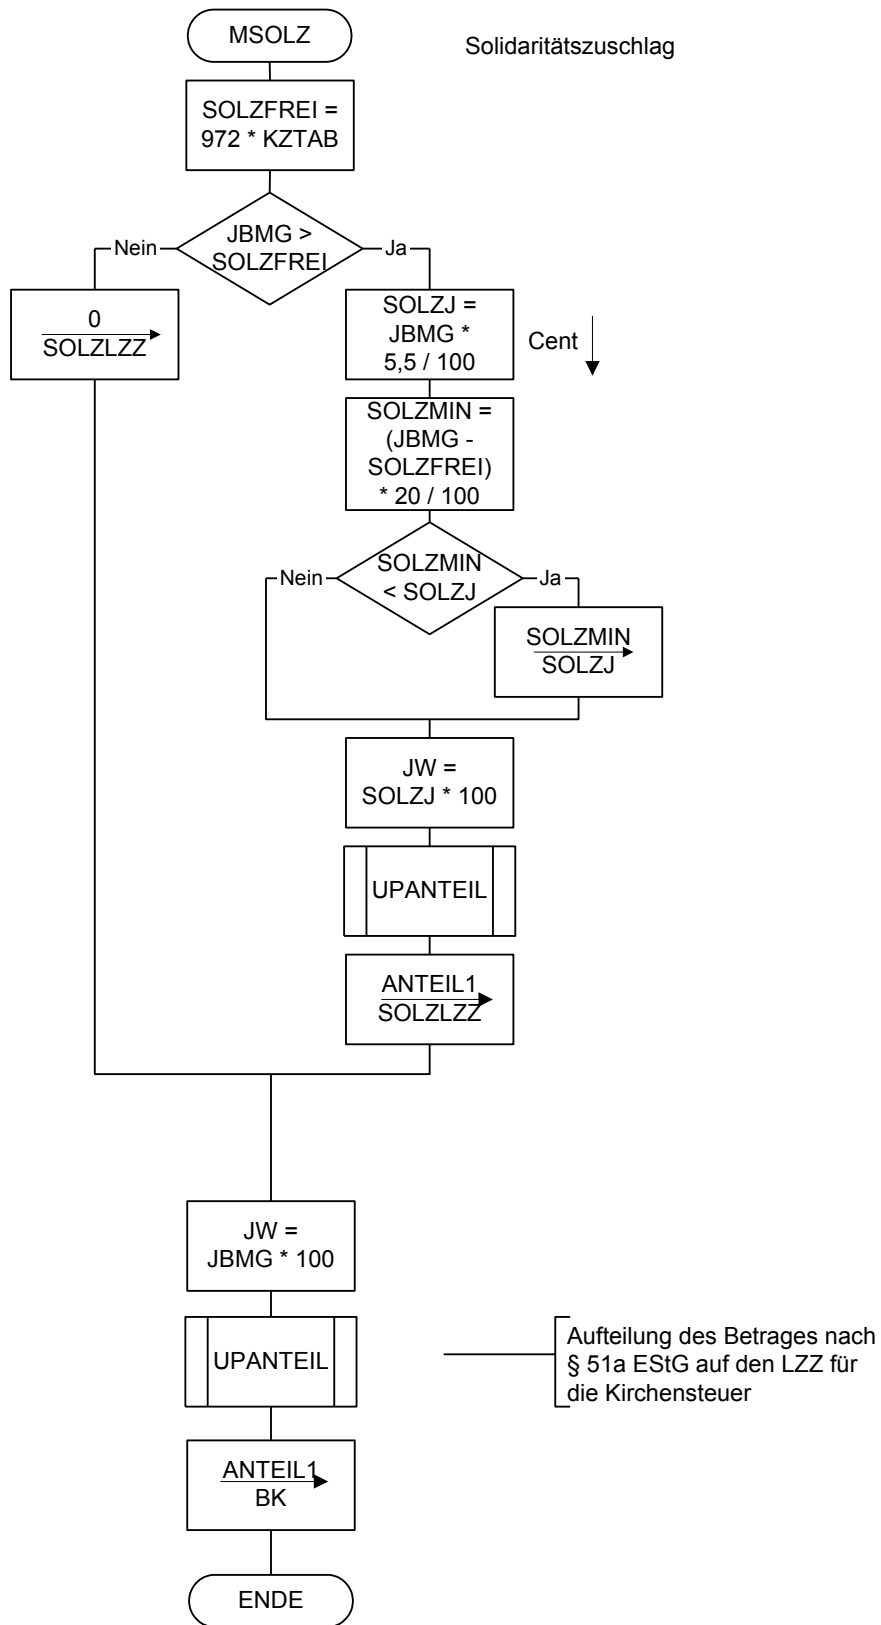 MSOLZ
Solidaritätszuschlag
SOLZFREI =
972 * KZTAB
JBMG >
SOLZFREI
Nein
Ja
0
SOLZLZZ
SOLZJ =
JBMG *
5,5 / 100
Cent
SOLZMIN =
(JBMG -
SOLZFREI)
* 20 / 100
SOLZMIN
< SOLZJ
Nein
Ja
SOLZMIN
SOLZJ
JW =
SOLZJ * 100
UPANTEIL
ANTEIL1
SOLZLZZ
JW =
JBMG * 100
UPANTEIL
Aufteilung des Betrages nach
§ 51a EStG auf den LZZ für
die Kirchensteuer
ANTEIL1
BK
ENDE